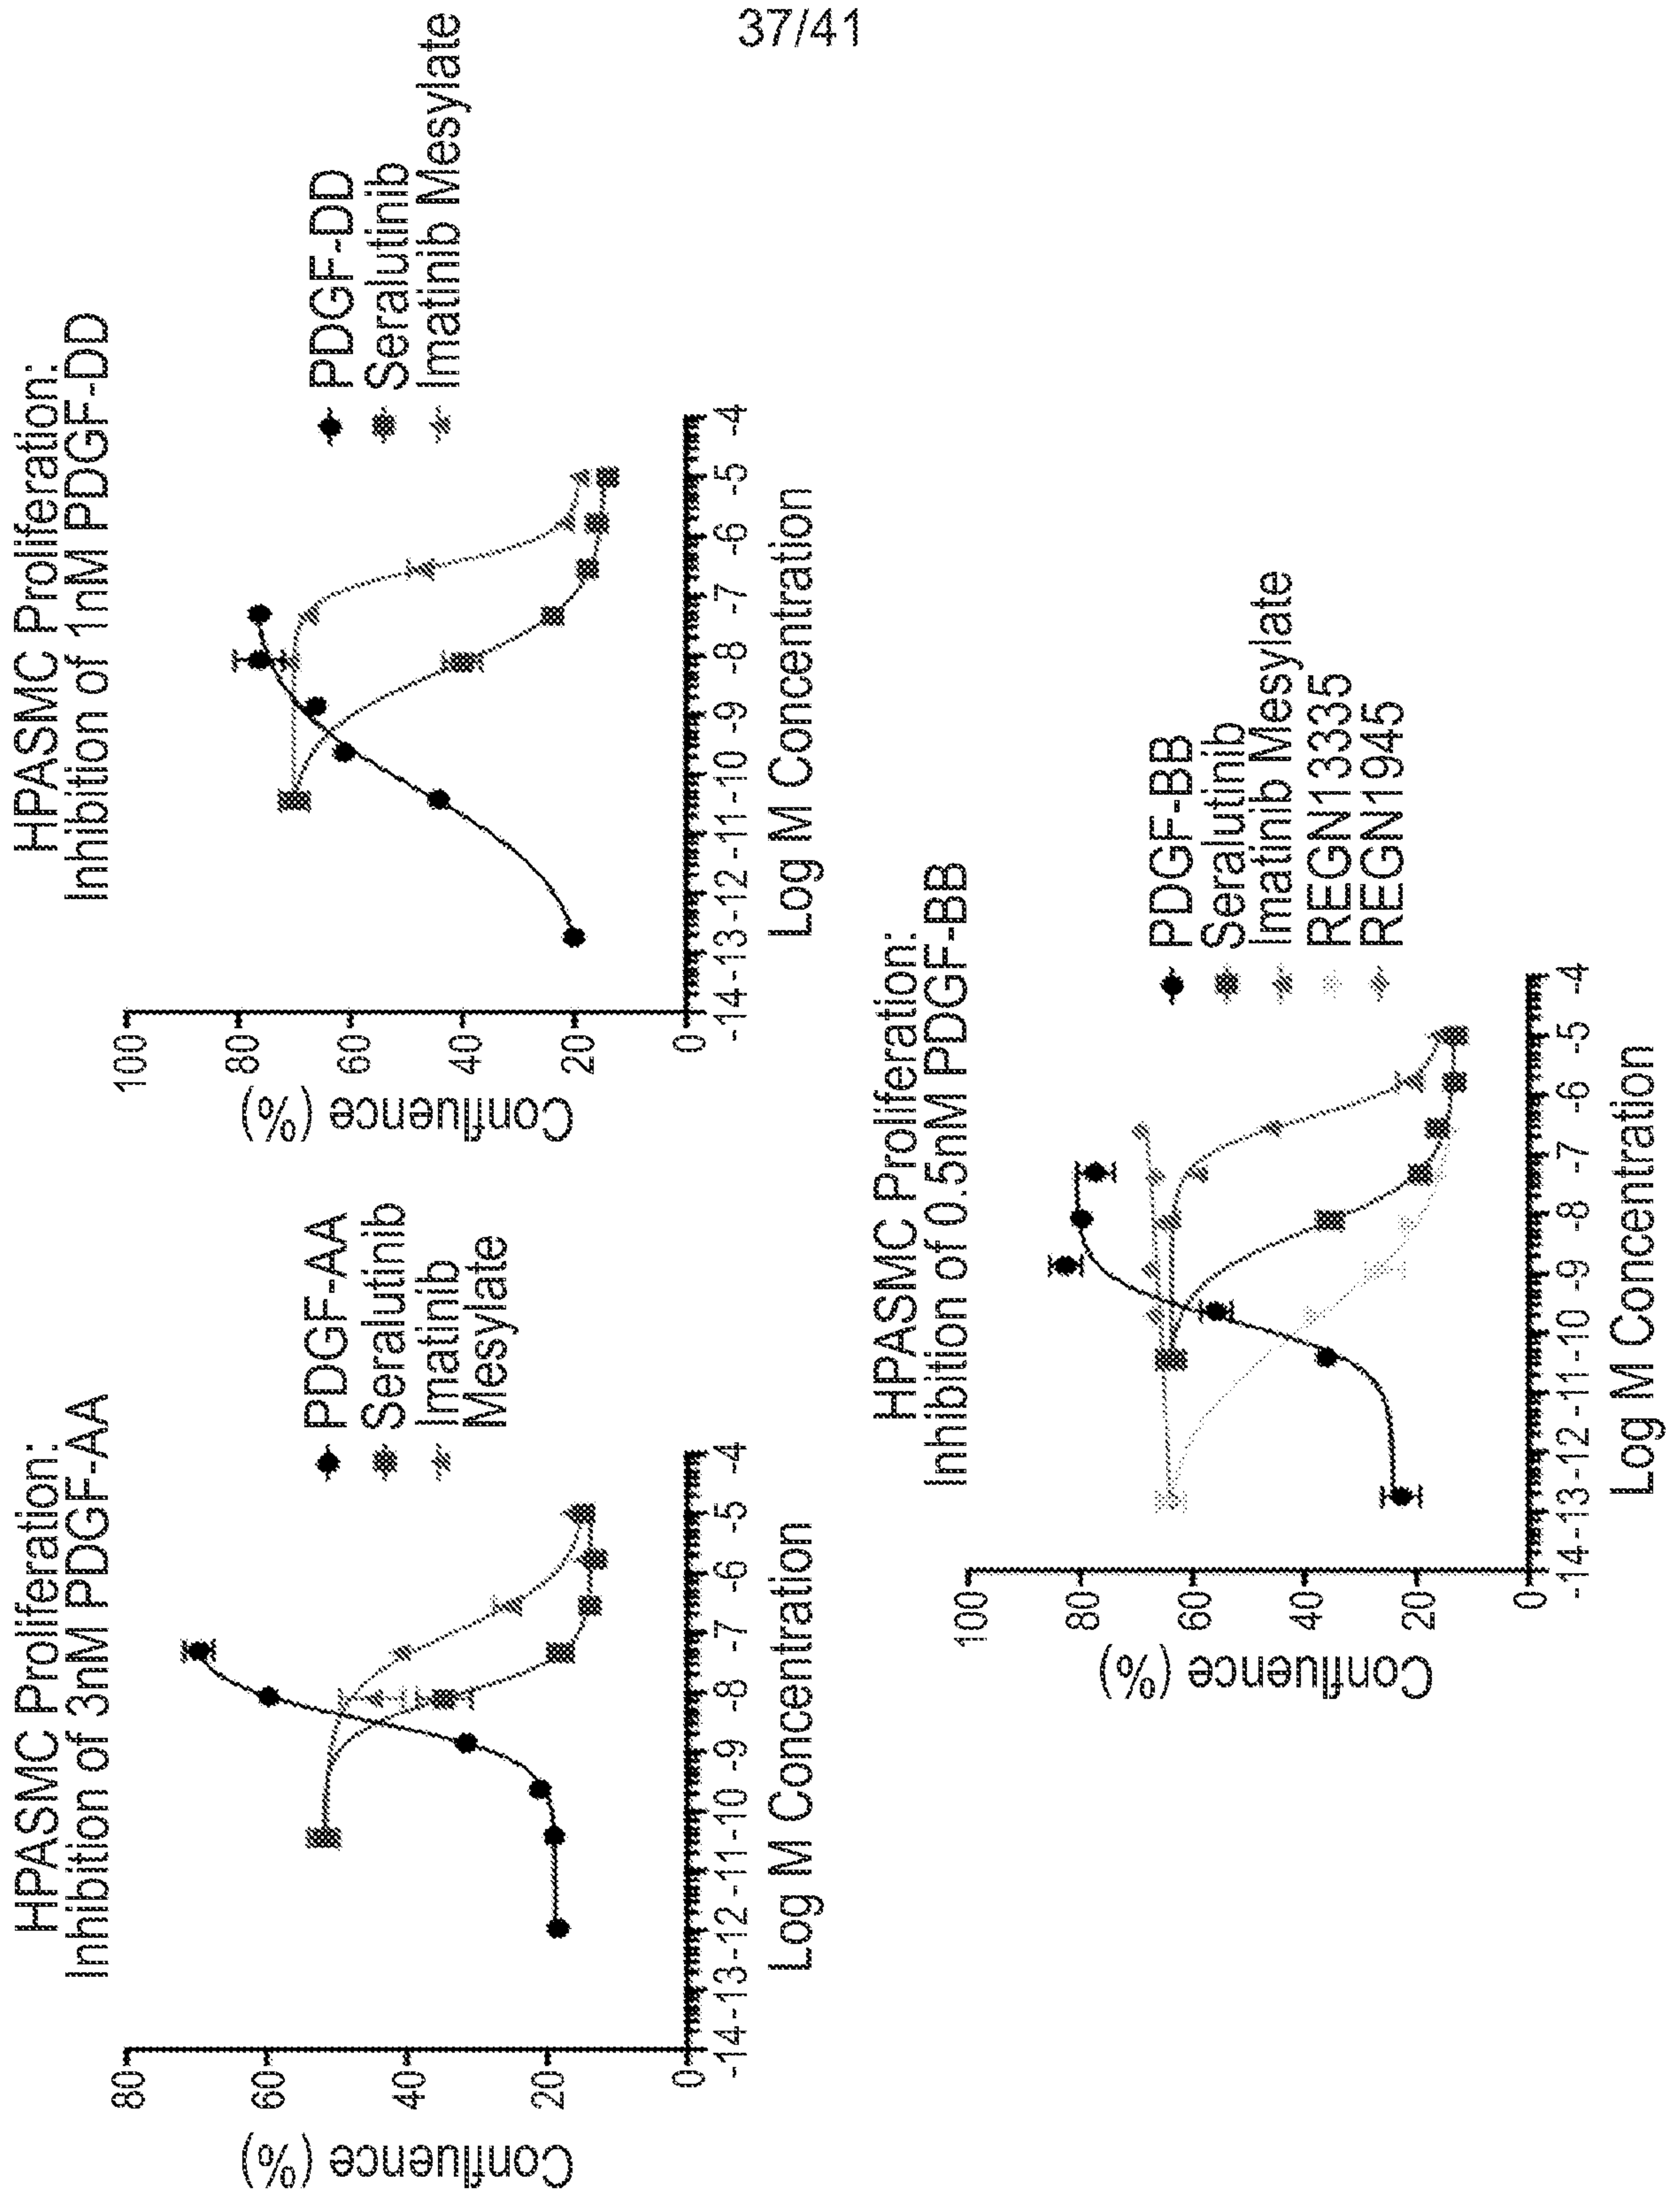 37/41
HPASMC Proliferation:
Inhibition of 3nM PDGF-AA
Confluence (%)
80
60
40
20
0
-14 -13 -12 -11 -10 -9 -8 -7 -6 -5 -4
Log M Concentration
PDGF-AA
Seralutinib
Imatinib
Mesylate
HPASMC Proliferation:
Inhibition of 1nM PDGF-DD
Confluence (%)
100
80
60
40
20
0
-14 -13 -12 -11 -10 -9 -8 -7 -6 -5 -4
Log M Concentration
PDGF-DD
Seralutinib
Imatinib Mesylate
HPASMC Proliferation:
Inhibition of 0.5nM PDGF-BB
Confluence (%)
100
80
60
40
20
0
-14 -13 -12 -11 -10 -9 -8 -7 -6 -5 -4
Log M Concentration
PDGF-BB
Seralutinib
Imatinib Mesylate
REGN13335
REGN1945